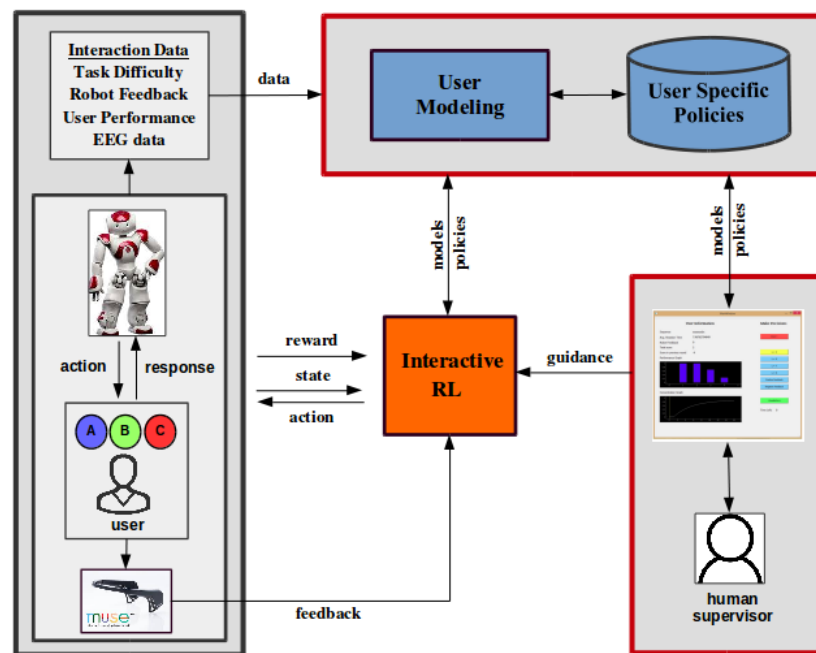 Interaction Data
Task Difficulty
Robot Feedback
User Performance
EEG data
data
User
Modeling
User Specific
Policies
models
policies
models
policies
action
response
reward
state
action
Interactive
RL
guidance
A
B
C
user
muse
feedback
human
supervisor